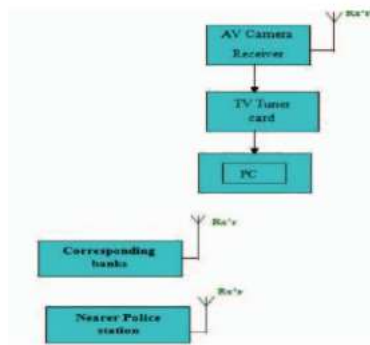 Rx'r
AV Camera
Receiver
TV Tuner
card
PC
Rx'r
Corresponding
banks
Rx'r
Nearer Police
station